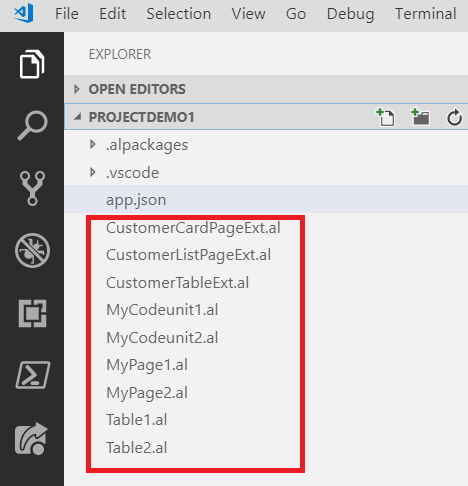 File Edit View Go Debug Terminal
EXPLORER
OPEN EDITORS
PROJECTDEMO1
.alpackages
.vscode
app.json
CustomerCardPageExt.al
CustomerListPageExt.al
CustomerTableExt.al
MyCodeunit1.al
MyCodeunit2.al
MyPage1.al
MyPage2.al
Table1.al
Table2.al